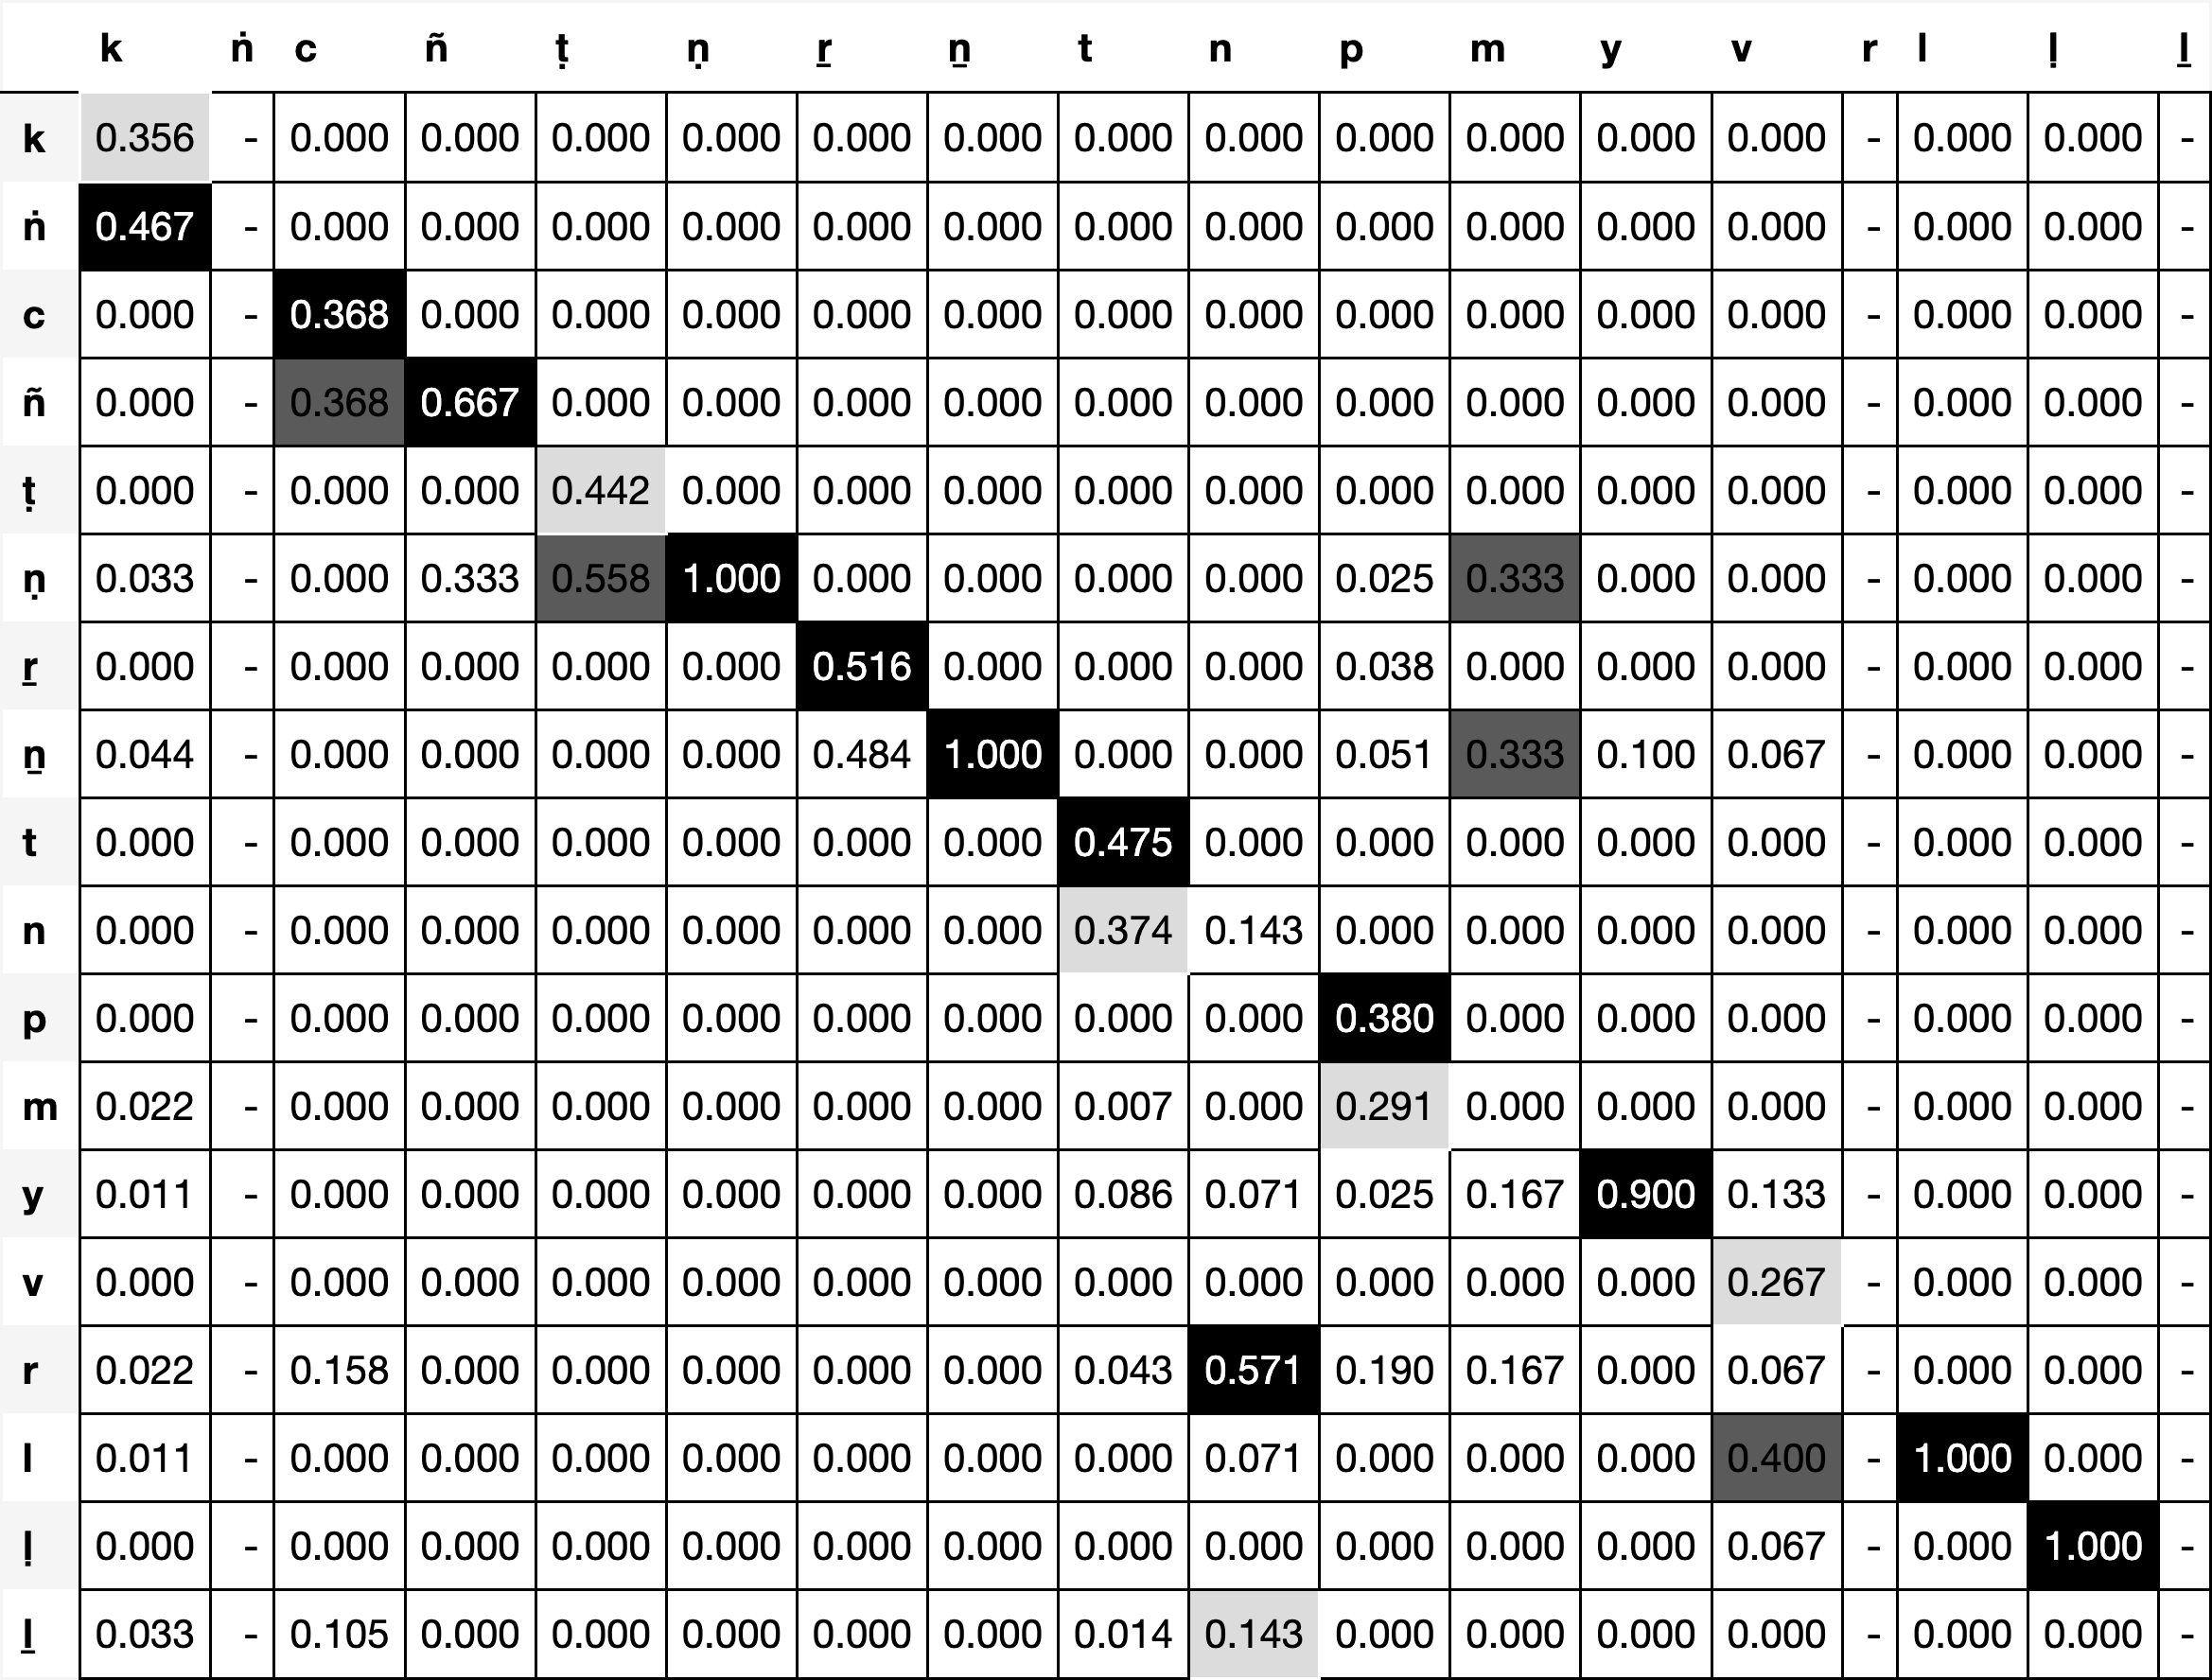 k ṅ c ñ ṭ ṇ ṟ ṉ t n p m y v r l ḷ ḻ
k 0.356 - 0.000 0.000 0.000 0.000 0.000 0.000 0.000 0.000 0.000 0.000 0.000 0.000 - 0.000 0.000 -
ṅ 0.467 - 0.000 0.000 0.000 0.000 0.000 0.000 0.000 0.000 0.000 0.000 0.000 0.000 - 0.000 0.000 -
c 0.000 - 0.368 0.000 0.000 0.000 0.000 0.000 0.000 0.000 0.000 0.000 0.000 0.000 - 0.000 0.000 -
ñ 0.000 - 0.368 0.667 0.000 0.000 0.000 0.000 0.000 0.000 0.000 0.000 0.000 0.000 - 0.000 0.000 -
ṭ 0.000 - 0.000 0.000 0.442 0.000 0.000 0.000 0.000 0.000 0.000 0.000 0.000 0.000 - 0.000 0.000 -
ṇ 0.033 - 0.000 0.333 0.558 1.000 0.000 0.000 0.000 0.000 0.025 0.333 0.000 0.000 - 0.000 0.000 -
ṟ 0.000 - 0.000 0.000 0.000 0.000 0.516 0.000 0.000 0.000 0.038 0.000 0.000 0.000 - 0.000 0.000 -
ṉ 0.044 - 0.000 0.000 0.000 0.000 0.484 1.000 0.000 0.000 0.051 0.333 0.100 0.067 - 0.000 0.000 -
t 0.000 - 0.000 0.000 0.000 0.000 0.000 0.000 0.475 0.000 0.000 0.000 0.000 0.000 - 0.000 0.000 -
n 0.000 - 0.000 0.000 0.000 0.000 0.000 0.000 0.374 0.143 0.000 0.000 0.000 0.000 - 0.000 0.000 -
p 0.000 - 0.000 0.000 0.000 0.000 0.000 0.000 0.000 0.000 0.380 0.000 0.000 0.000 - 0.000 0.000 -
m 0.022 - 0.000 0.000 0.000 0.000 0.000 0.000 0.007 0.000 0.291 0.000 0.000 0.000 - 0.000 0.000 -
y 0.011 - 0.000 0.000 0.000 0.000 0.000 0.000 0.086 0.071 0.025 0.167 0.900 0.133 - 0.000 0.000 -
v 0.000 - 0.000 0.000 0.000 0.000 0.000 0.000 0.000 0.000 0.000 0.000 0.000 0.267 - 0.000 0.000 -
r 0.022 - 0.158 0.000 0.000 0.000 0.000 0.000 0.043 0.571 0.190 0.167 0.000 0.067 - 0.000 0.000 -
l 0.011 - 0.000 0.000 0.000 0.000 0.000 0.000 0.000 0.071 0.000 0.000 0.000 0.400 - 1.000 0.000 -
ḷ 0.000 - 0.000 0.000 0.000 0.000 0.000 0.000 0.000 0.000 0.000 0.000 0.000 0.067 - 0.000 1.000 -
ḻ 0.033 - 0.105 0.000 0.000 0.000 0.000 0.000 0.014 0.143 0.000 0.000 0.000 0.000 - 0.000 0.000 -